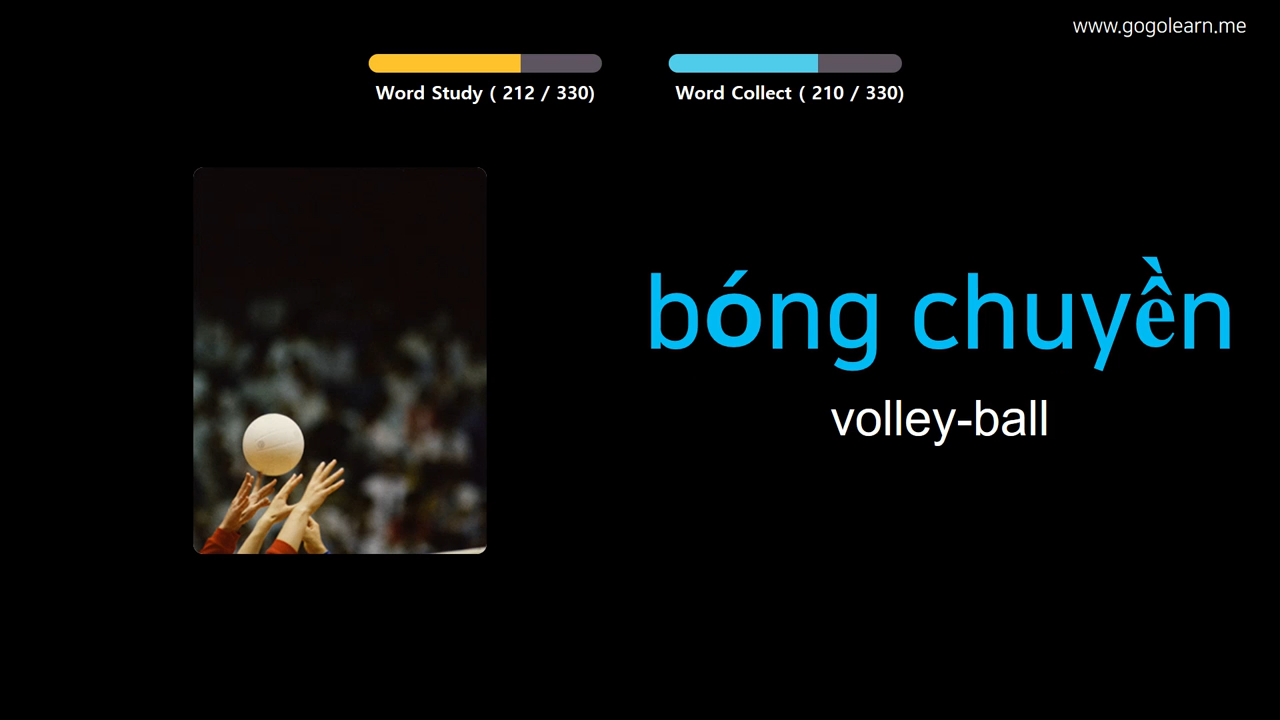 www.gogolearn.me
Word Study ( 212 / 330)
Word Collect ( 210 / 330)
bóng chuyền
volley-ball